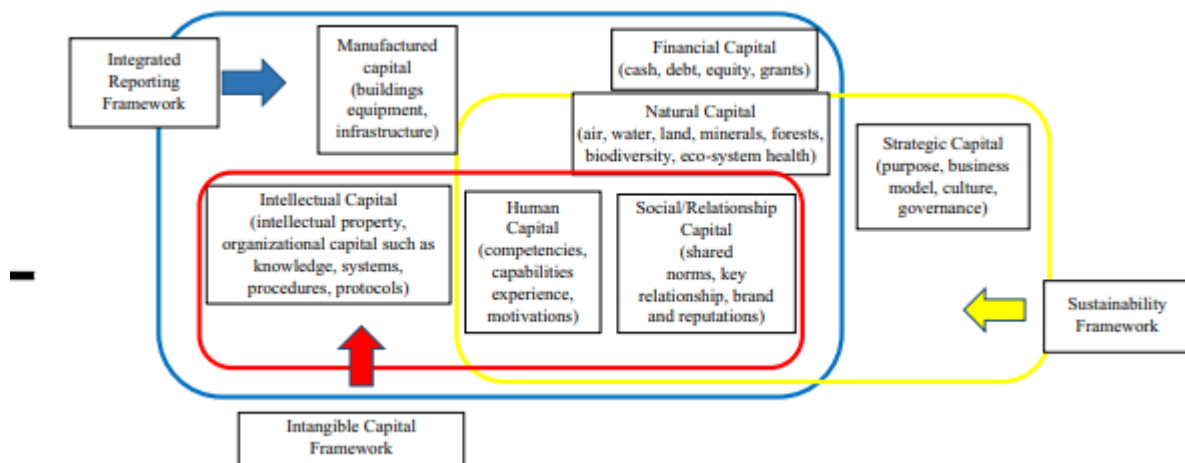 Integrated
Reporting
Framework
Manufactured
capital
(buildings
equipment,
infrastructure)
Financial Capital
(cash, debt, equity, grants)
Natural Capital
(air, water, land, minerals, forests,
biodiversity, eco-system health)
Strategic Capital
(purpose, business
model, culture,
governance)
Intellectual Capital
(intellectual property,
organizational capital such as
knowledge, systems,
procedures, protocols)
Human
Capital
(competencies,
capabilities
experience,
motivations)
Social/Relationship
Capital
(shared
norms, key
relationship, brand
and reputations)
Sustainability
Framework
Intangible Capital
Framework